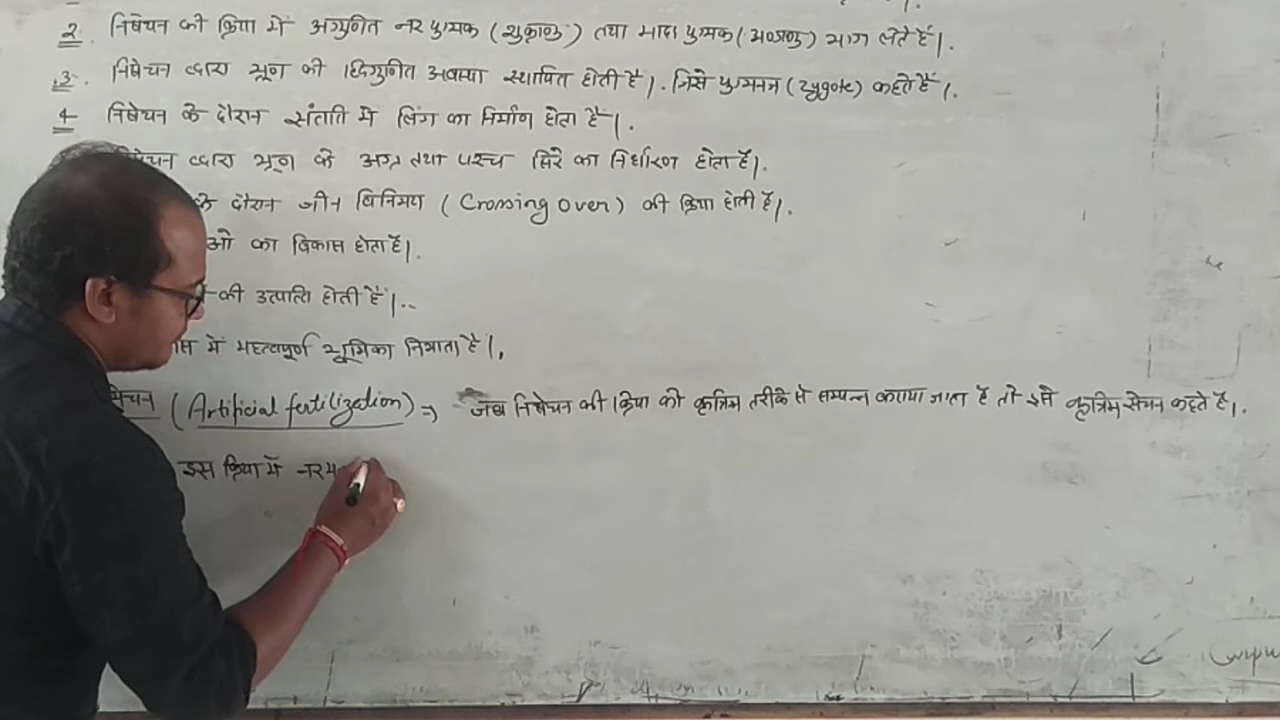 2. निषेचन की क्रिया में अगुणित नर युग्मक (शुक्राणु) तथा मादा युग्मक (अण्डाणु) भाग लेते हैं।
3. निषेचन द्वारा भ्रूण की द्विगुणित अवस्था स्थापित होती है। जिसे युग्मनज (Zygote) कहते हैं।
4 निषेचन के दौरान संतति में लिंग का निर्माण होता है।
द्वारा भ्रूण के अग्र तथा पश्च सिरे का निर्धारण होता है।
के दौरान जीन विनिमय (Crossing over) की क्रिया होती है।
ओ का विकास होता है।
की उत्पत्ति होती है।
में महत्वपूर्ण भूमिका निभाता है।
सेचन (Artificial fertilization) => जब निषेचन की क्रिया को कृत्रिम तरीके से सम्पन्न कराया जाता है तो इसे कृत्रिम सेचन कहते है।
इस क्रिया में नर